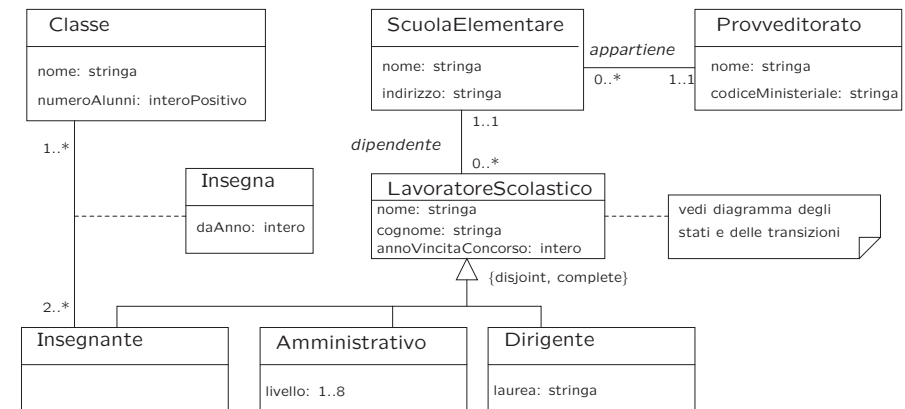 Classe
nome: stringa
numeroAlunni: interoPositivo
ScuolaElementare
nome: stringa
indirizzo: stringa
appartiene
0..*
1..1
Provveditorato
nome: stringa
codiceMinisteriale: stringa
1..*
1..1
dipendente
0..*
Insegna
daAnno: intero
LavoratoreScolastico
nome: stringa
cognome: stringa
annoVincitaConcorso: intero
vedi diagramma degli
stati e delle transizioni
{disjoint, complete}
2..*
Insegnante
Amministrativo
livello: 1..8
Dirigente
laurea: stringa